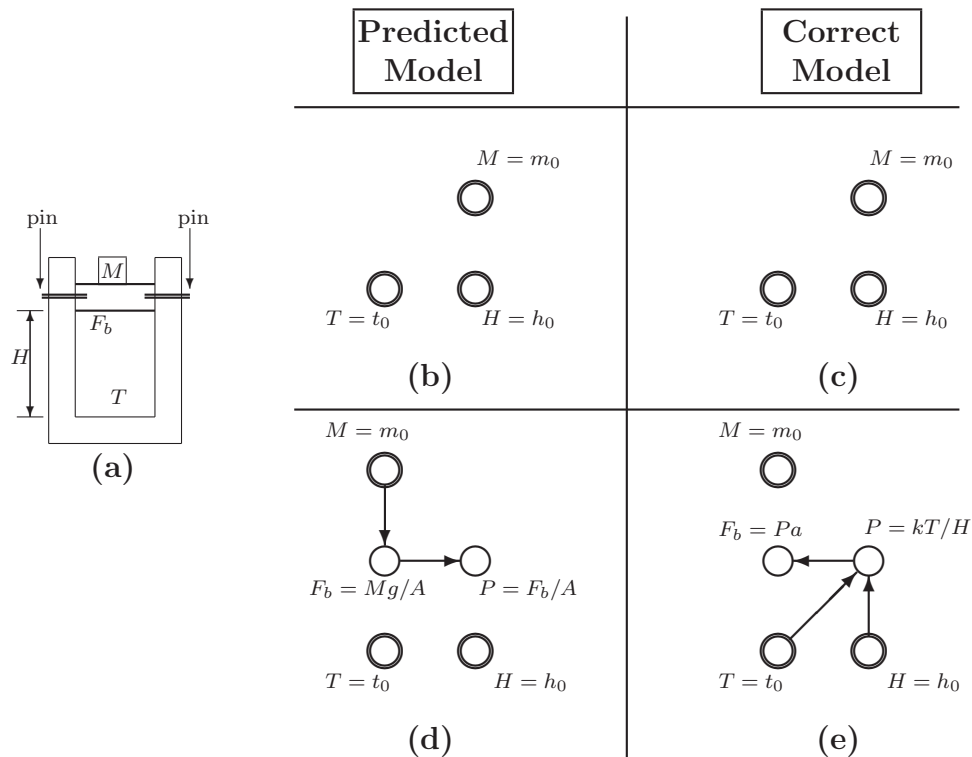 Predicted
Model
Correct
Model
pin
pin
M
F_b
H
T
(a)
M = m_0
T = t_0
H = h_0
(b)
M = m_0
T = t_0
H = h_0
(c)
M = m_0
F_b = Mg/A
P = F_b/A
T = t_0
H = h_0
(d)
M = m_0
F_b = Pa
P = kT/H
T = t_0
H = h_0
(e)